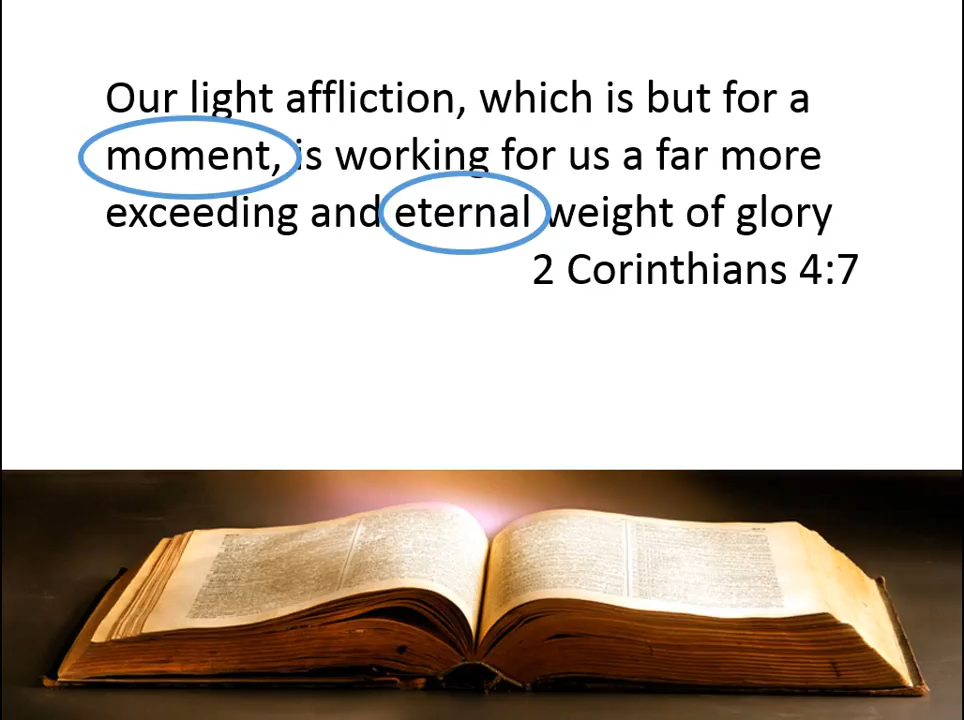 Our light affliction, which is but for a
moment, is working for us a far more
exceeding and eternal weight of glory
2 Corinthians 4:7